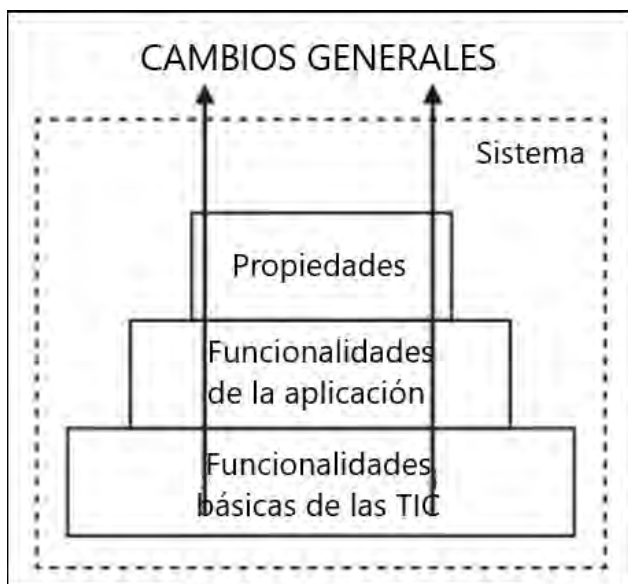 CAMBIOS GENERALES
Sistema
Propiedades
Funcionalidades
de la aplicación
Funcionalidades
básicas de las TIC